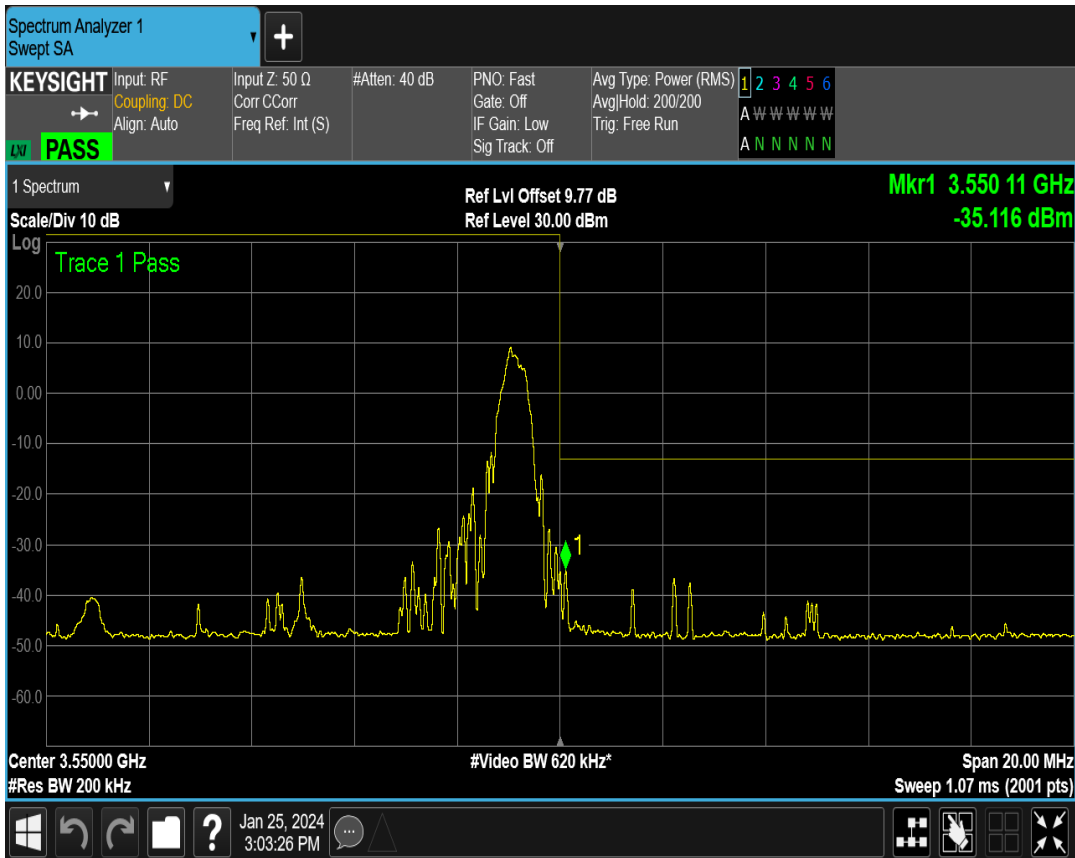 Spectrum Analyzer 1
Swept SA
KEYSIGHT
LXI PASS
Input: RF
Coupling: DC
Align: Auto
Input Z: 50 Ω
Corr CCorr
Freq Ref: Int (S)
#Atten: 40 dB
PNO: Fast
Gate: Off
IF Gain: Low
Sig Track: Off
Avg Type: Power (RMS)
Avg|Hold: 200/200
Trig: Free Run
1 2 3 4 5 6
A W W W W W
A N N N N N
1 Spectrum
Scale/Div 10 dB
Ref Lvl Offset 9.77 dB
Ref Level 30.00 dBm
Mkr1 3.550 11 GHz
-35.116 dBm
Log
Trace 1 Pass
20.0
10.0
0.00
-10.0
-20.0
-30.0
-40.0
-50.0
-60.0
1
Center 3.55000 GHz
#Res BW 200 kHz
#Video BW 620 kHz*
Span 20.00 MHz
Sweep 1.07 ms (2001 pts)
?
Jan 25, 2024
3:03:26 PM